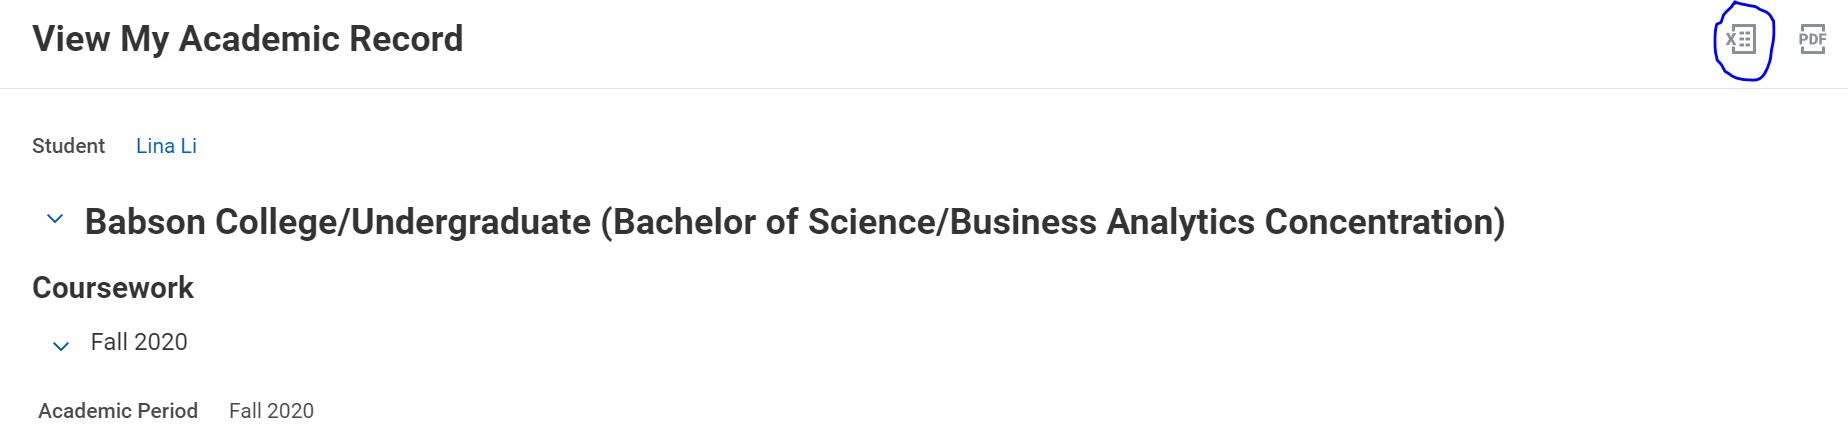 View My Academic Record
X
PDF
Student Lina Li
Babson College/Undergraduate (Bachelor of Science/Business Analytics Concentration)
Coursework
Fall 2020
Academic Period Fall 2020